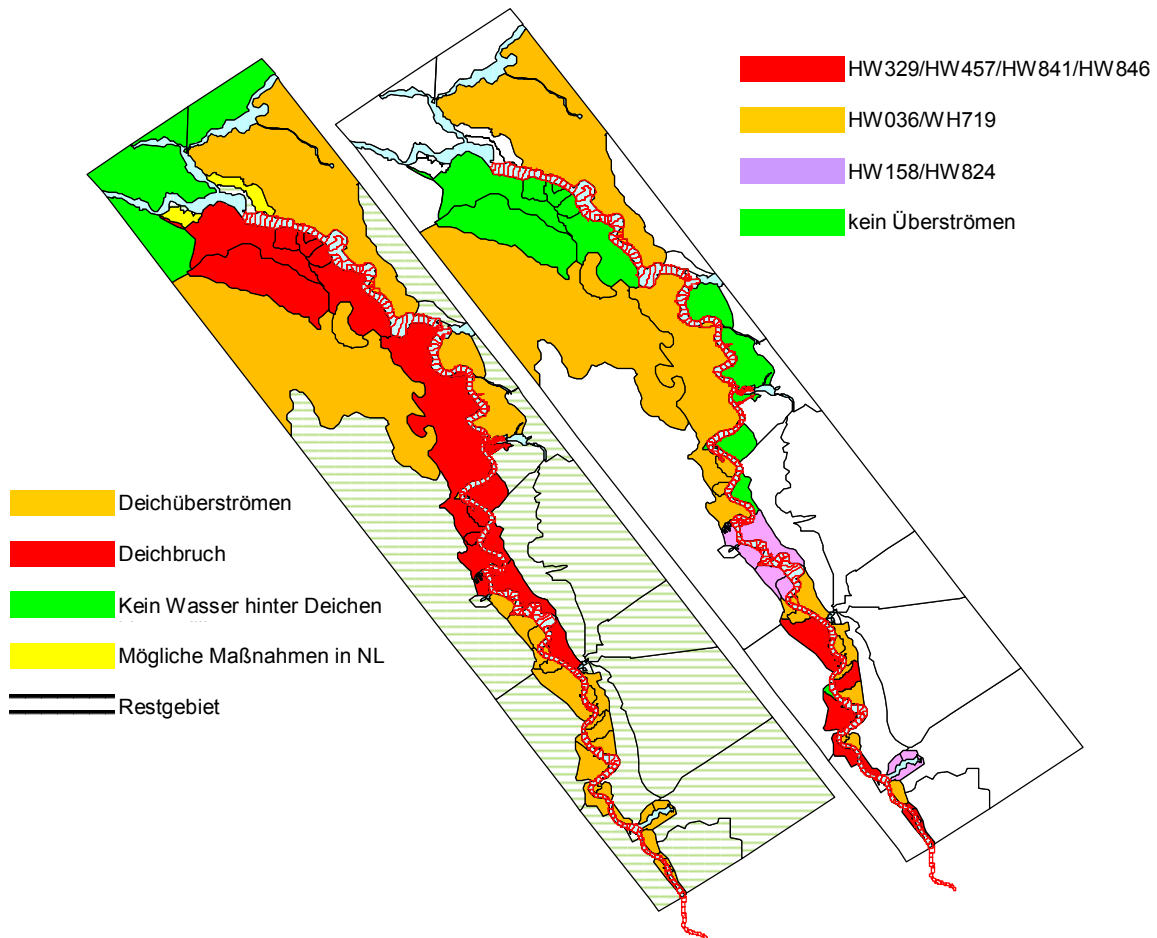 HW329/HW457/HW841/HW846
HW036/WH719
HW158/HW824
kein Überströmen
Deichüberströmen
Deichbruch
Kein Wasser hinter Deichen
Mögliche Maßnahmen in NL
Restgebiet